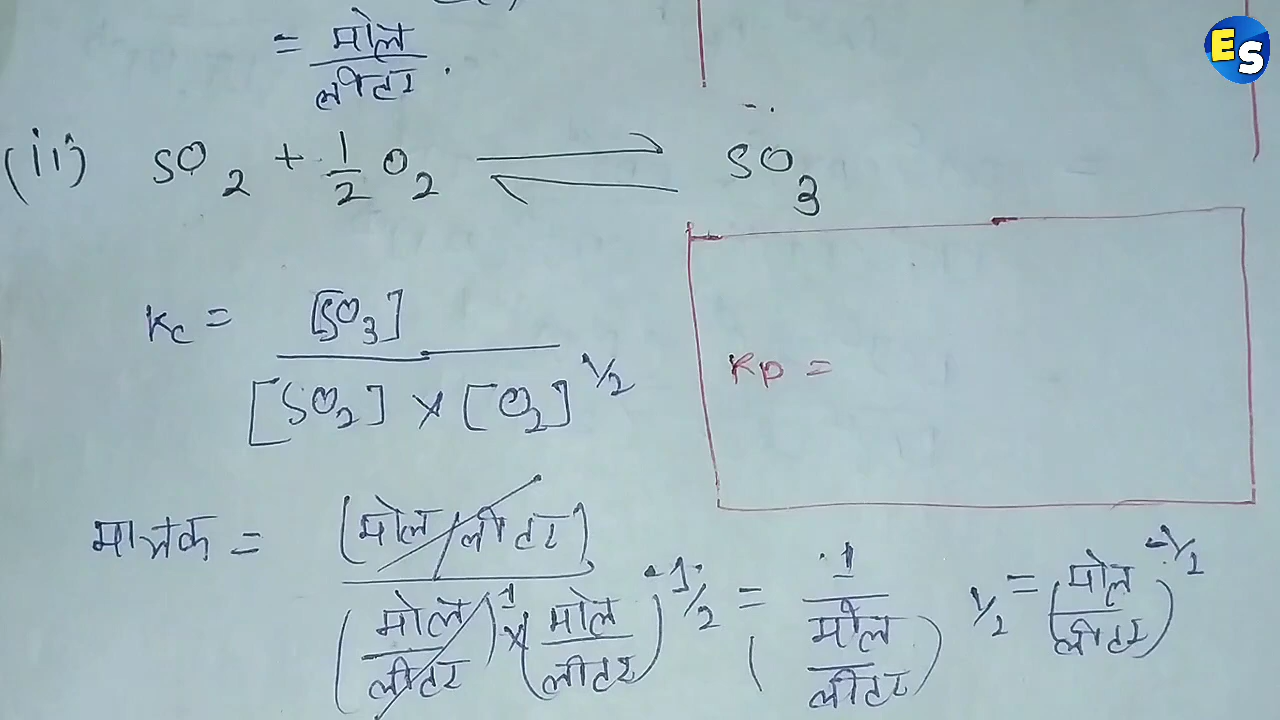 = मोल / लीटर.
(ii) SO₂ + 1/2 O₂ ⇌ SO₃
Kc = [SO₃] / [SO₂] × [O₂]^1/2
Kp =
मात्रक = (मोल/लीटर) / (मोल/लीटर)^1 × (मोल/लीटर)^1/2 = 1 / (मोल/लीटर)^1/2 = (मोल/लीटर)^-1/2
ES